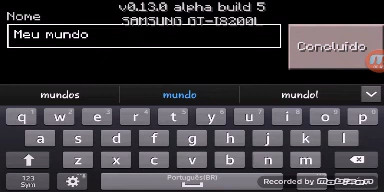 v0.13.0 alpha build 5
SAMSUNG GT-I8200L
Nome
Meu mundo
Concluído
mundos mundo mundo!
q w e r t y u i o p
a s d f g h j k l
z x c v b n m
123
Sym
Português(BR)
Recorded by mobizen